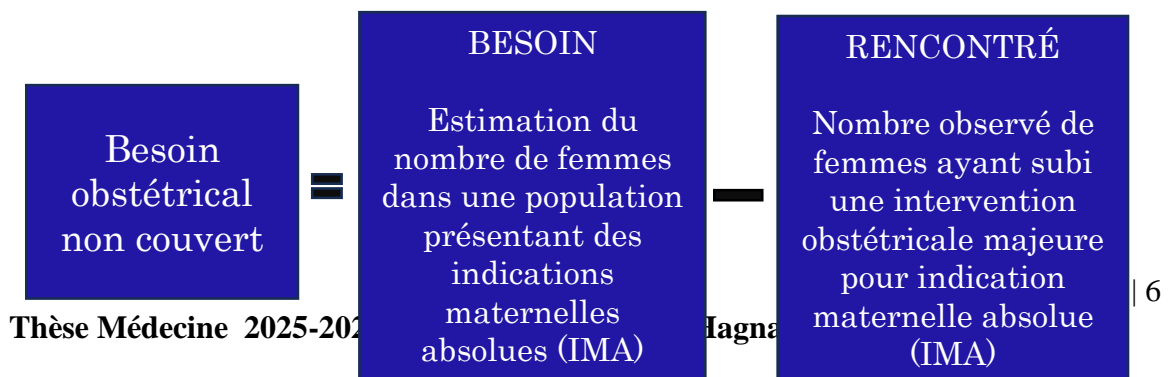 Besoin
obstétrical
non couvert
=
BESOIN
Estimation du
nombre de femmes
dans une population
présentant des
indications
maternelles
absolues (IMA)
—
RENCONTRÉ
Nombre observé de
femmes ayant subi
une intervention
obstétricale majeure
pour indication
maternelle absolue
(IMA)
| 6
Thèse Médecine 2025-202